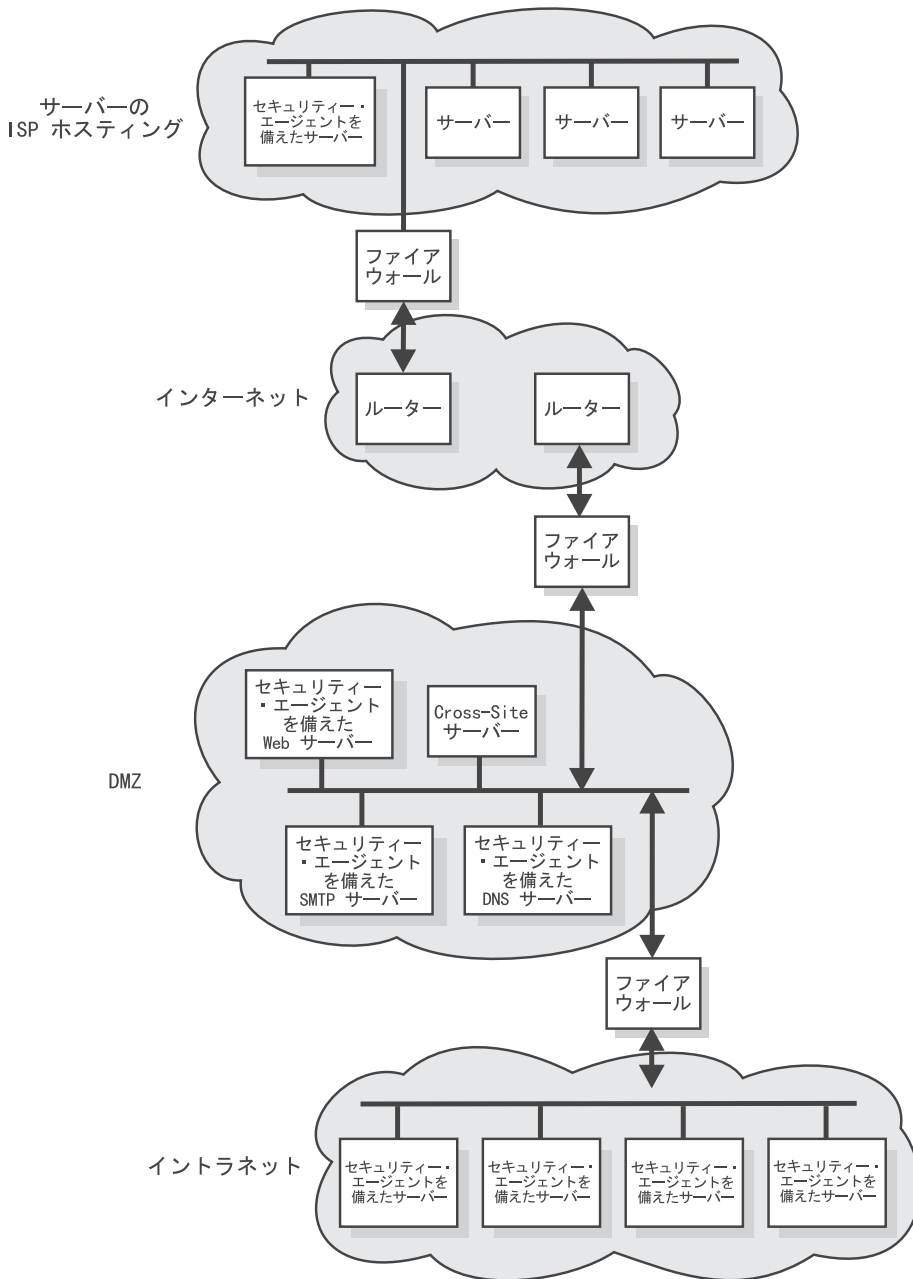 サーバーの
ISP ホスティング
セキュリティー・
エージェントを
備えたサーバー
サーバー
サーバー
サーバー
ファイア
ウォール
インターネット
ルーター
ルーター
ファイア
ウォール
DMZ
セキュリティー
・エージェント
を備えた
Web サーバー
Cross-Site
サーバー
セキュリティー
・エージェント
を備えた
SMTP サーバー
セキュリティー
・エージェント
を備えた
DNS サーバー
ファイア
ウォール
イントラネット
セキュリティー・
エージェントを
備えたサーバー
セキュリティー・
エージェントを
備えたサーバー
セキュリティー・
エージェントを
備えたサーバー
セキュリティー・
エージェントを
備えたサーバー